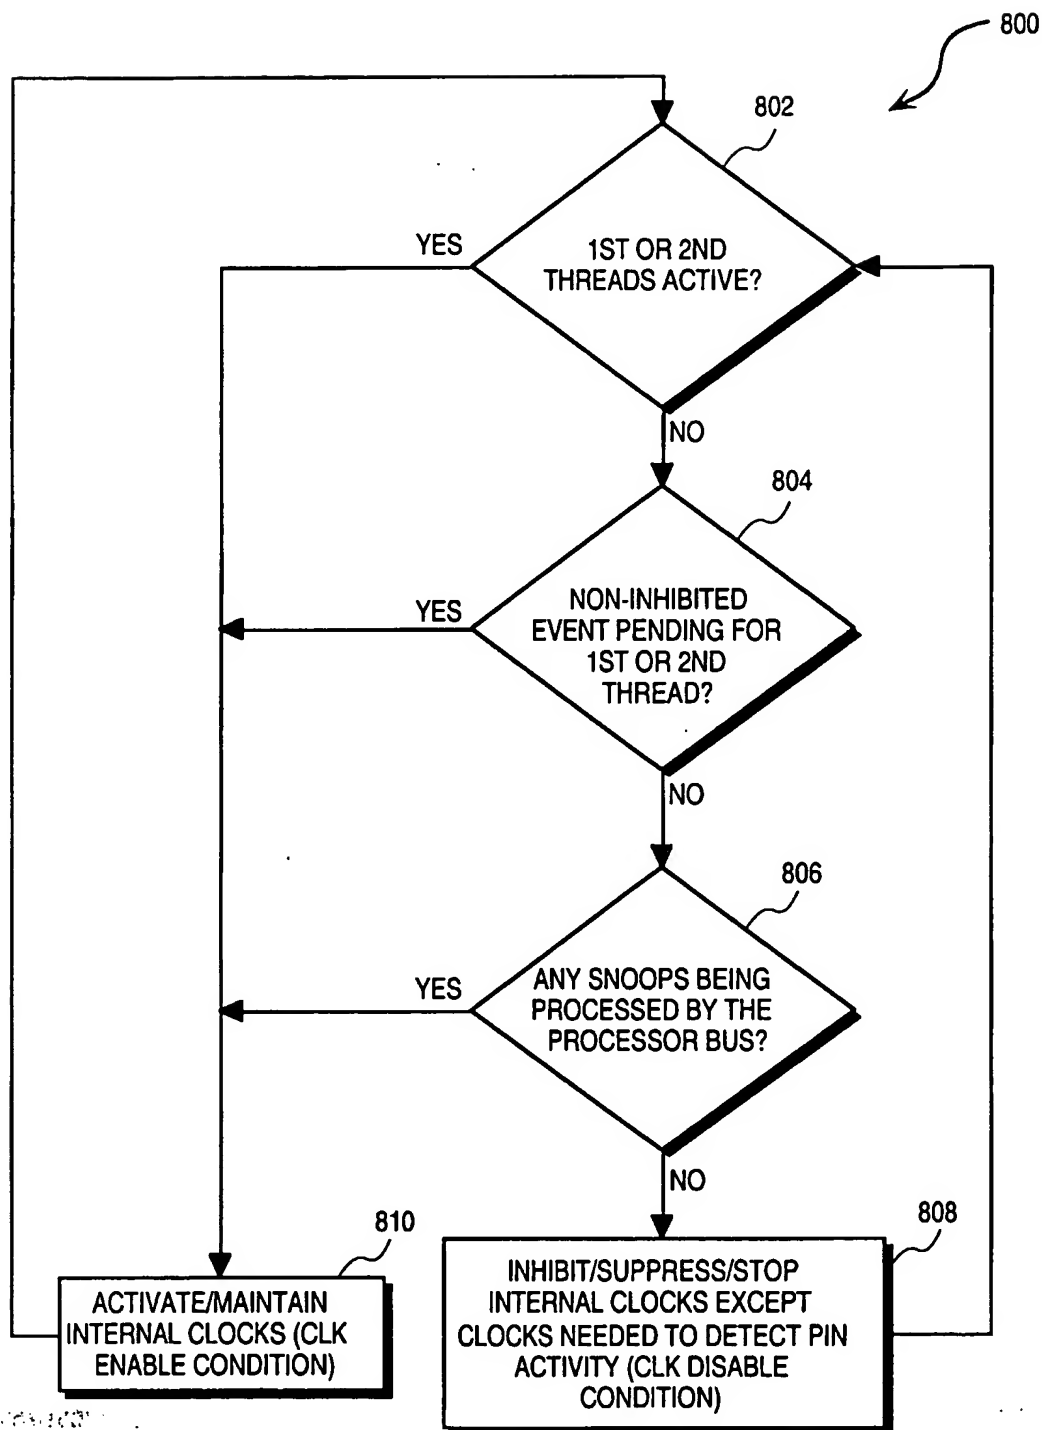 800
802
YES
1ST OR 2ND
THREADS ACTIVE?
NO
804
YES
NON-INHIBITED
EVENT PENDING FOR
1ST OR 2ND
THREAD?
NO
806
YES
ANY SNOOPS BEING
PROCESSED BY THE
PROCESSOR BUS?
NO
810
808
ACTIVATE/MAINTAIN
INTERNAL CLOCKS (CLK
ENABLE CONDITION)
INHIBIT/SUPPRESS/STOP
INTERNAL CLOCKS EXCEPT
CLOCKS NEEDED TO DETECT PIN
ACTIVITY (CLK DISABLE
CONDITION)